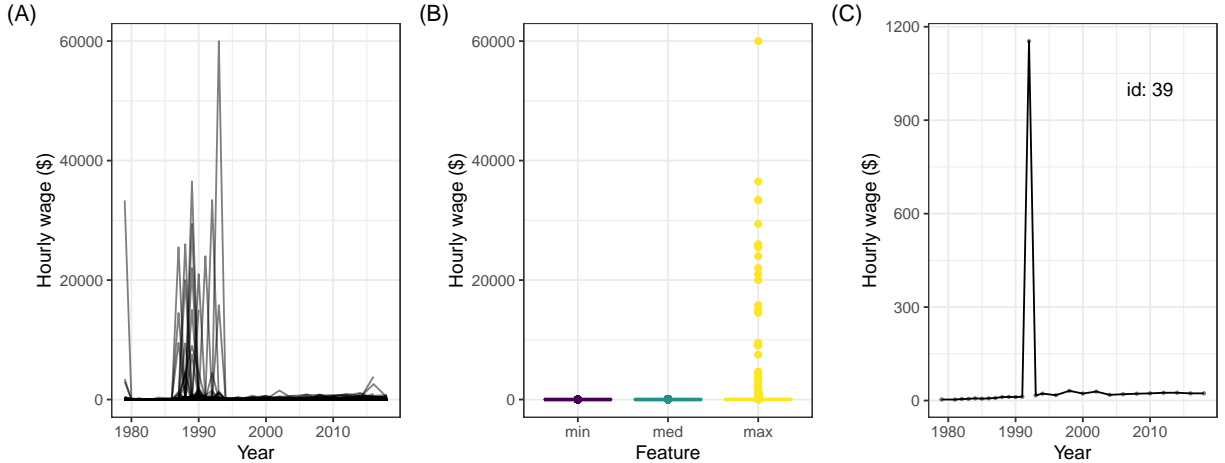 (A)
Hourly wage ($)
60000
40000
20000
0
1980 1990 2000 2010
Year
(B)
Hourly wage ($)
60000
40000
20000
0
min med max
Feature
(C)
Hourly wage ($)
1200
900
600
300
0
id: 39
1980 1990 2000 2010
Year